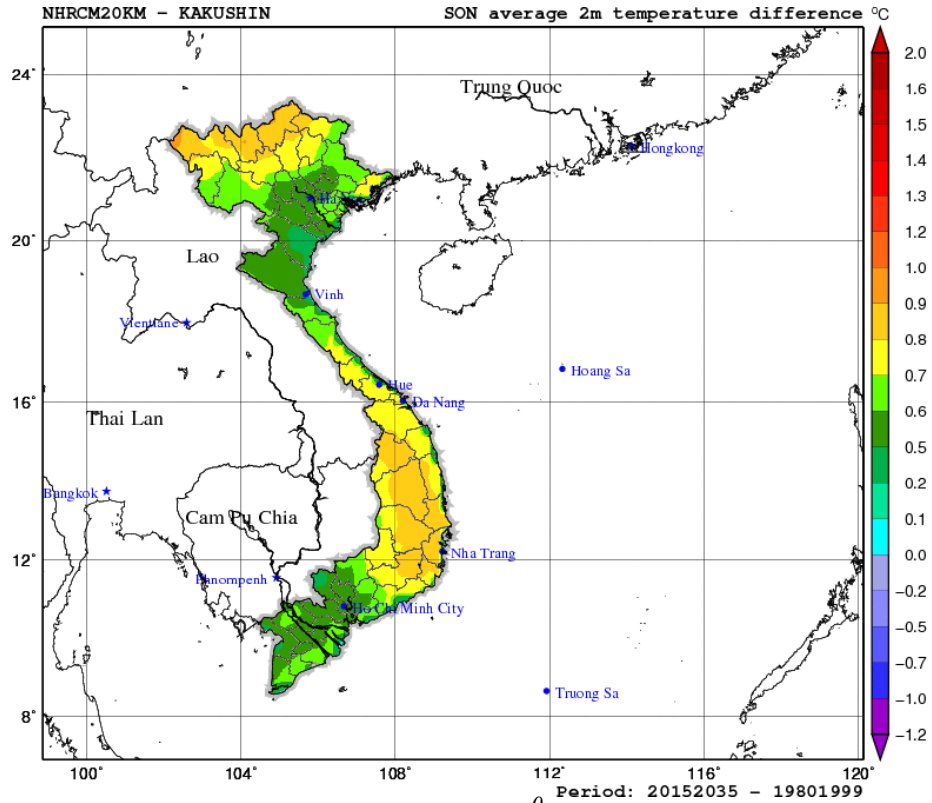 NHRCM20KM - KAKUSHIN
SON average 2m temperature difference °C
2.0
1.6
1.5
1.4
1.3
1.2
1.0
0.9
0.8
0.7
0.6
0.5
0.2
0.1
0.0
-0.2
-0.5
-0.7
-1.0
-1.2
24°
20°
16°
12°
8°
Trung Quoc
Hongkong
Lao
Vinh
Vientiane
Hoang Sa
Hue
Da Nang
Thai Lan
Bangkok
Cam Pu Chia
Nha Trang
Phnompenh
Ho Chi Minh City
Truong Sa
100°
104°
108°
112°
116°
120°
θ
Period: 20152035 - 19801999